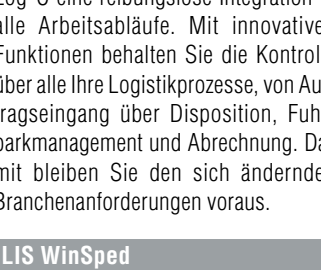 Log-C eine reibungslose Integration
alle Arbeitsabläufe. Mit innovative
Funktionen behalten Sie die Kontrol
über alle Ihre Logistikprozesse, von Au
tragseingang über Disposition, Fuh
parkmanagement und Abrechnung. Da
mit bleiben Sie den sich ändernde
Branchenanforderungen voraus.
LIS WinSped